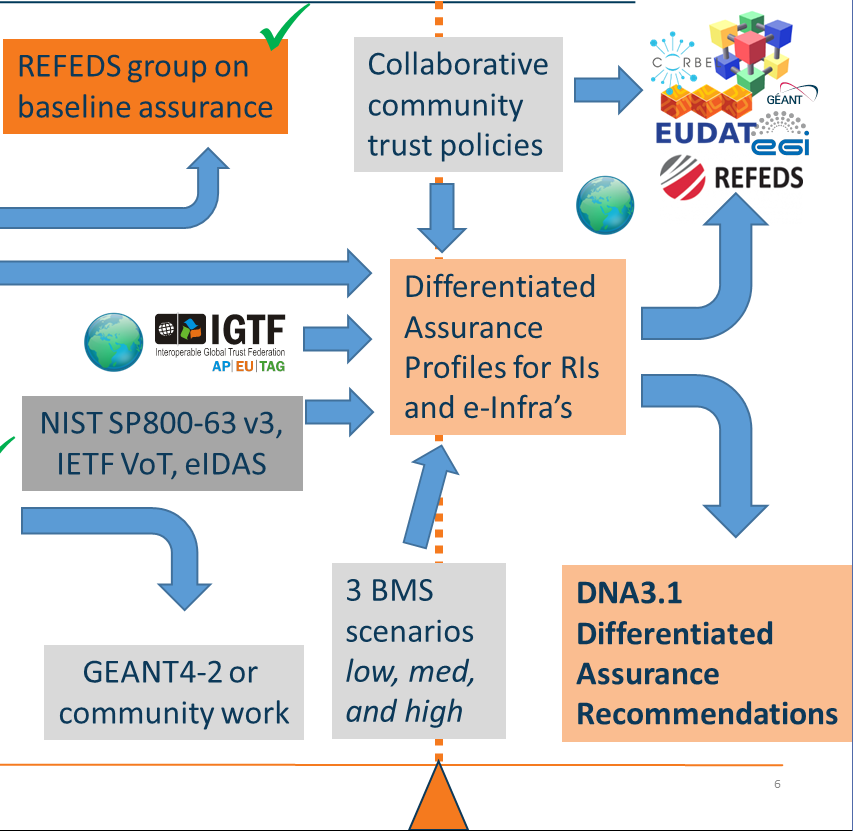 REFEDS group on
baseline assurance
Collaborative
community
trust policies
CORBE
GÉANT
EUDAT
eGi
REFEDS
Differentiated
Assurance
Profiles for RIs
and e-Infra's
IGTF
Interoperable Global Trust Federation
AP|EU|TAG
NIST SP800-63 v3,
IETF VoT, eIDAS
3 BMS
scenarios
low, med,
and high
DNA3.1
Differentiated
Assurance
Recommendations
GEANT4-2 or
community work
6